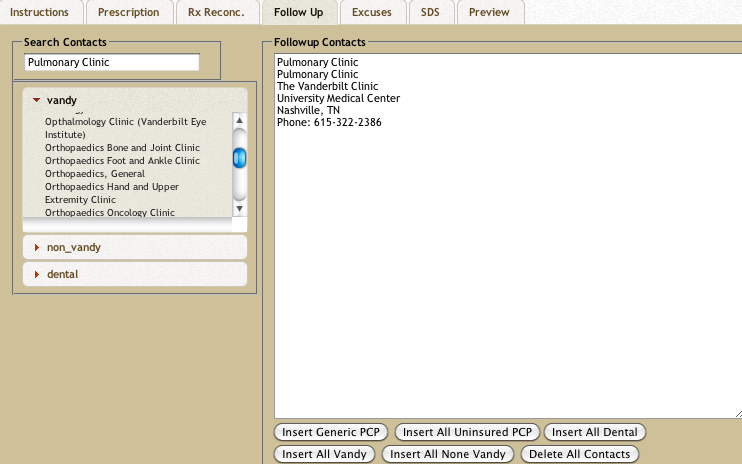 Instructions
Prescription
Rx Reconc.
Follow Up
Excuses
SDS
Preview
Search Contacts
Pulmonary Clinic
vandy
Opthalmology Clinic (Vanderbilt Eye
Institute)
Orthopaedics Bone and Joint Clinic
Orthopaedics Foot and Ankle Clinic
Orthopaedics, General
Orthopaedics Hand and Upper
Extremity Clinic
Orthopaedics Oncology Clinic
non_vandy
dental
Followup Contacts
Pulmonary Clinic
Pulmonary Clinic
The Vanderbilt Clinic
University Medical Center
Nashville, TN
Phone: 615-322-2386
Insert Generic PCP
Insert All Uninsured PCP
Insert All Dental
Insert All Vandy
Insert All None Vandy
Delete All Contacts